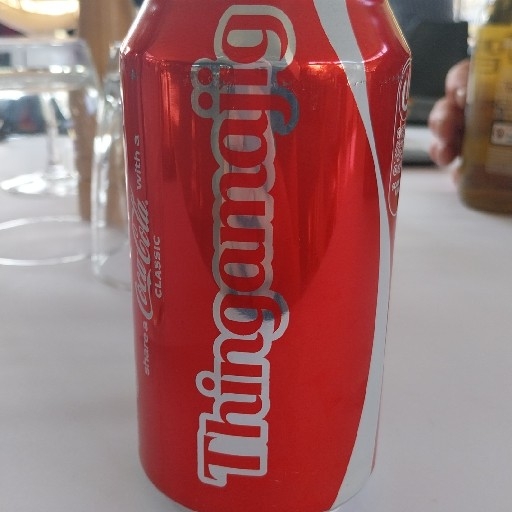 share a Coca-Cola with a
CLASSIC
Thingamajig